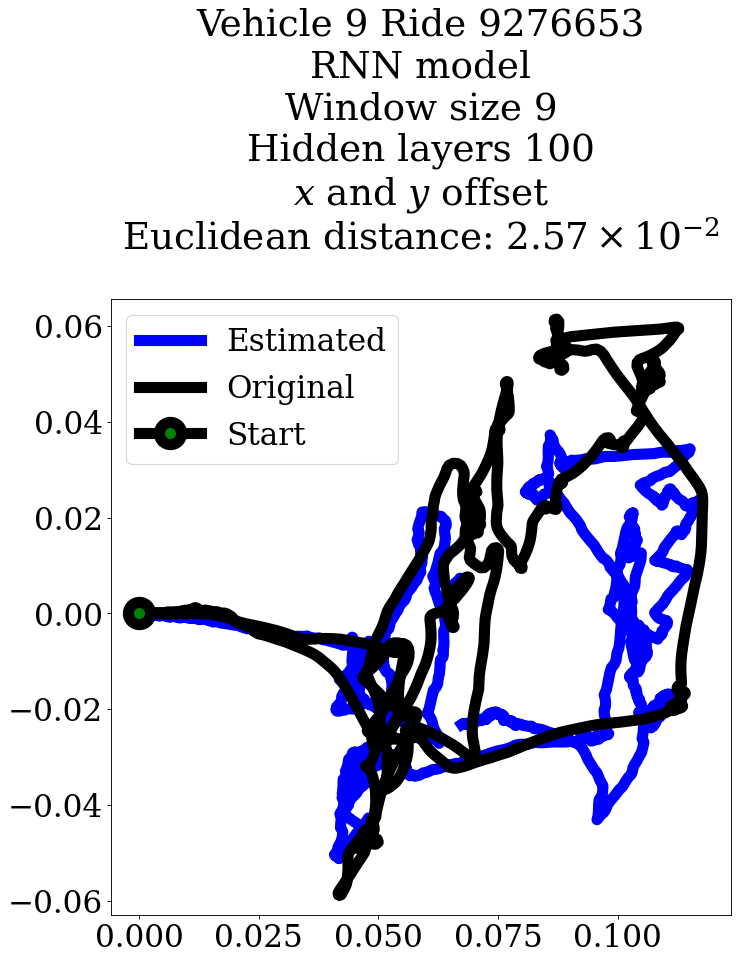 Vehicle 9 Ride 9276653
RNN model
Window size 9
Hidden layers 100
x and y offset
Euclidean distance: 2.57 × 10⁻²
Estimated
Original
Start
0.06
0.04
0.02
0.00
−0.02
−0.04
−0.06
0.000 0.025 0.050 0.075 0.100